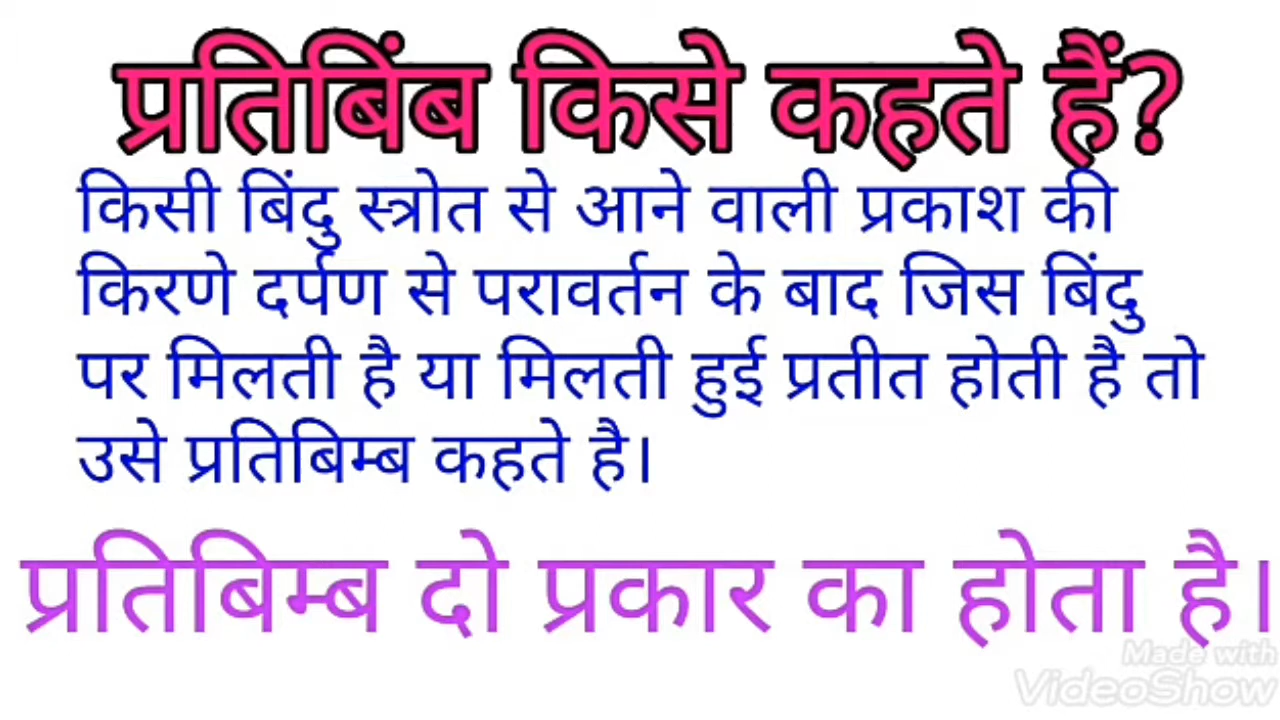 प्रतिबिंब किसे कहते हैं?
किसी बिंदु स्त्रोत से आने वाली प्रकाश की
किरणे दर्पण से परावर्तन के बाद जिस बिंदु
पर मिलती है या मिलती हुई प्रतीत होती है तो
उसे प्रतिबिम्ब कहते है।
प्रतिबिम्ब दो प्रकार का होता है।
Made with
VideoShow